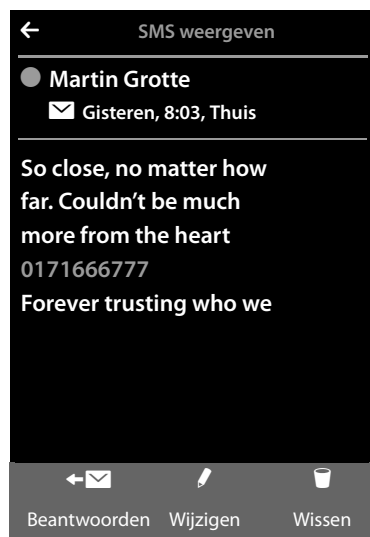 SMS weergeven
Martin Grotte
Gisteren, 8:03, Thuis
So close, no matter how
far. Couldn't be much
more from the heart
0171666777
Forever trusting who we
Beantwoorden Wijzigen Wissen